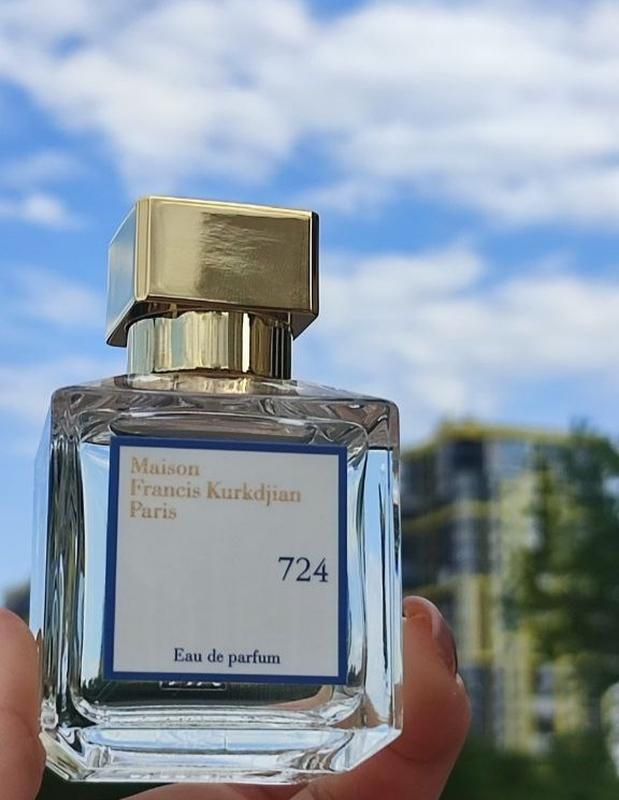 Maison
Francis Kurkdjian
Paris
724
Eau de parfum